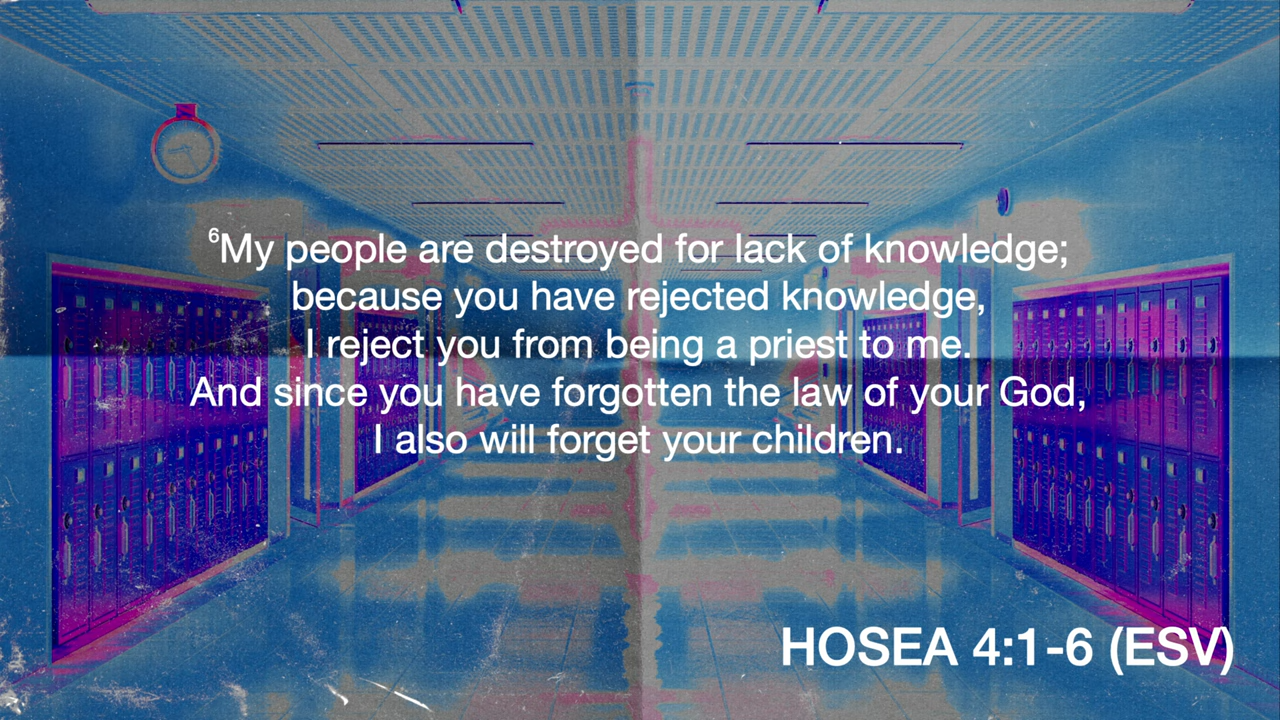 ⁶My people are destroyed for lack of knowledge;
because you have rejected knowledge,
I reject you from being a priest to me.
And since you have forgotten the law of your God,
I also will forget your children.
HOSEA 4:1-6 (ESV)